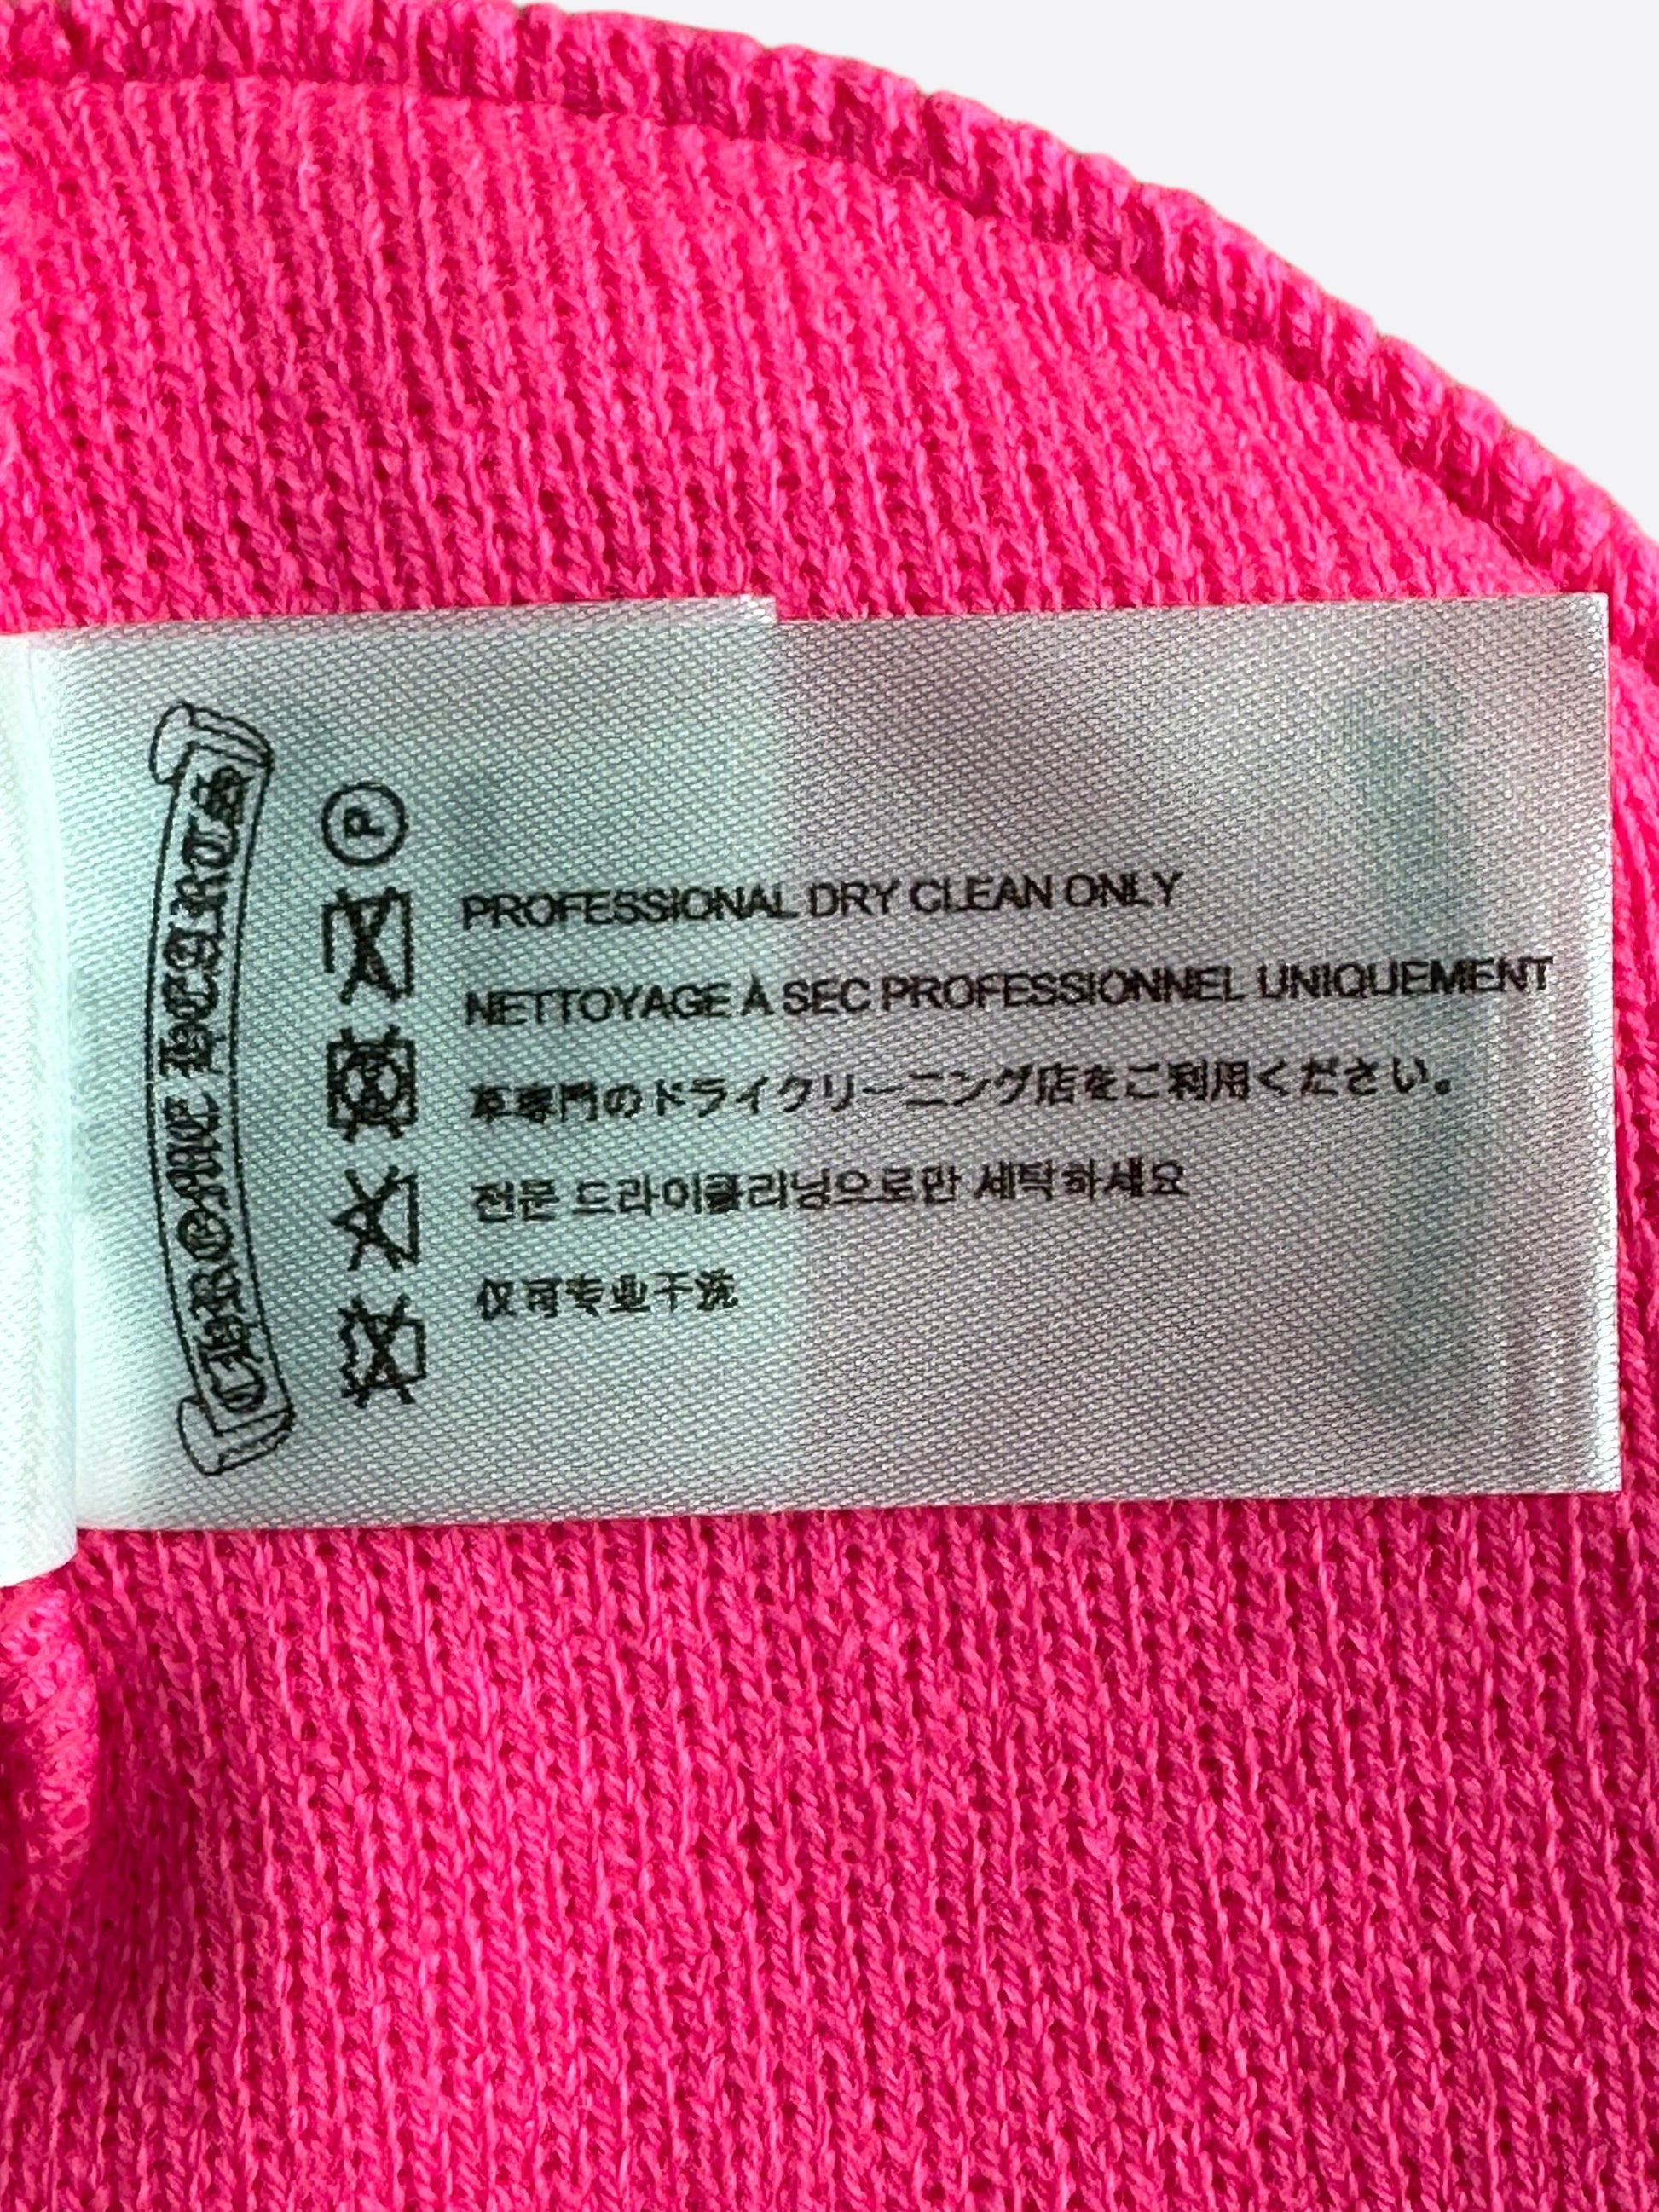 CHROME HEARTS
P
PROFESSIONAL DRY CLEAN ONLY
NETTOYAGE À SEC PROFESSIONNEL UNIQUEMENT
専門のドライクリーニング店をご利用ください。
전문 드라이클리닝으로만 세탁하세요
仅可专业干洗